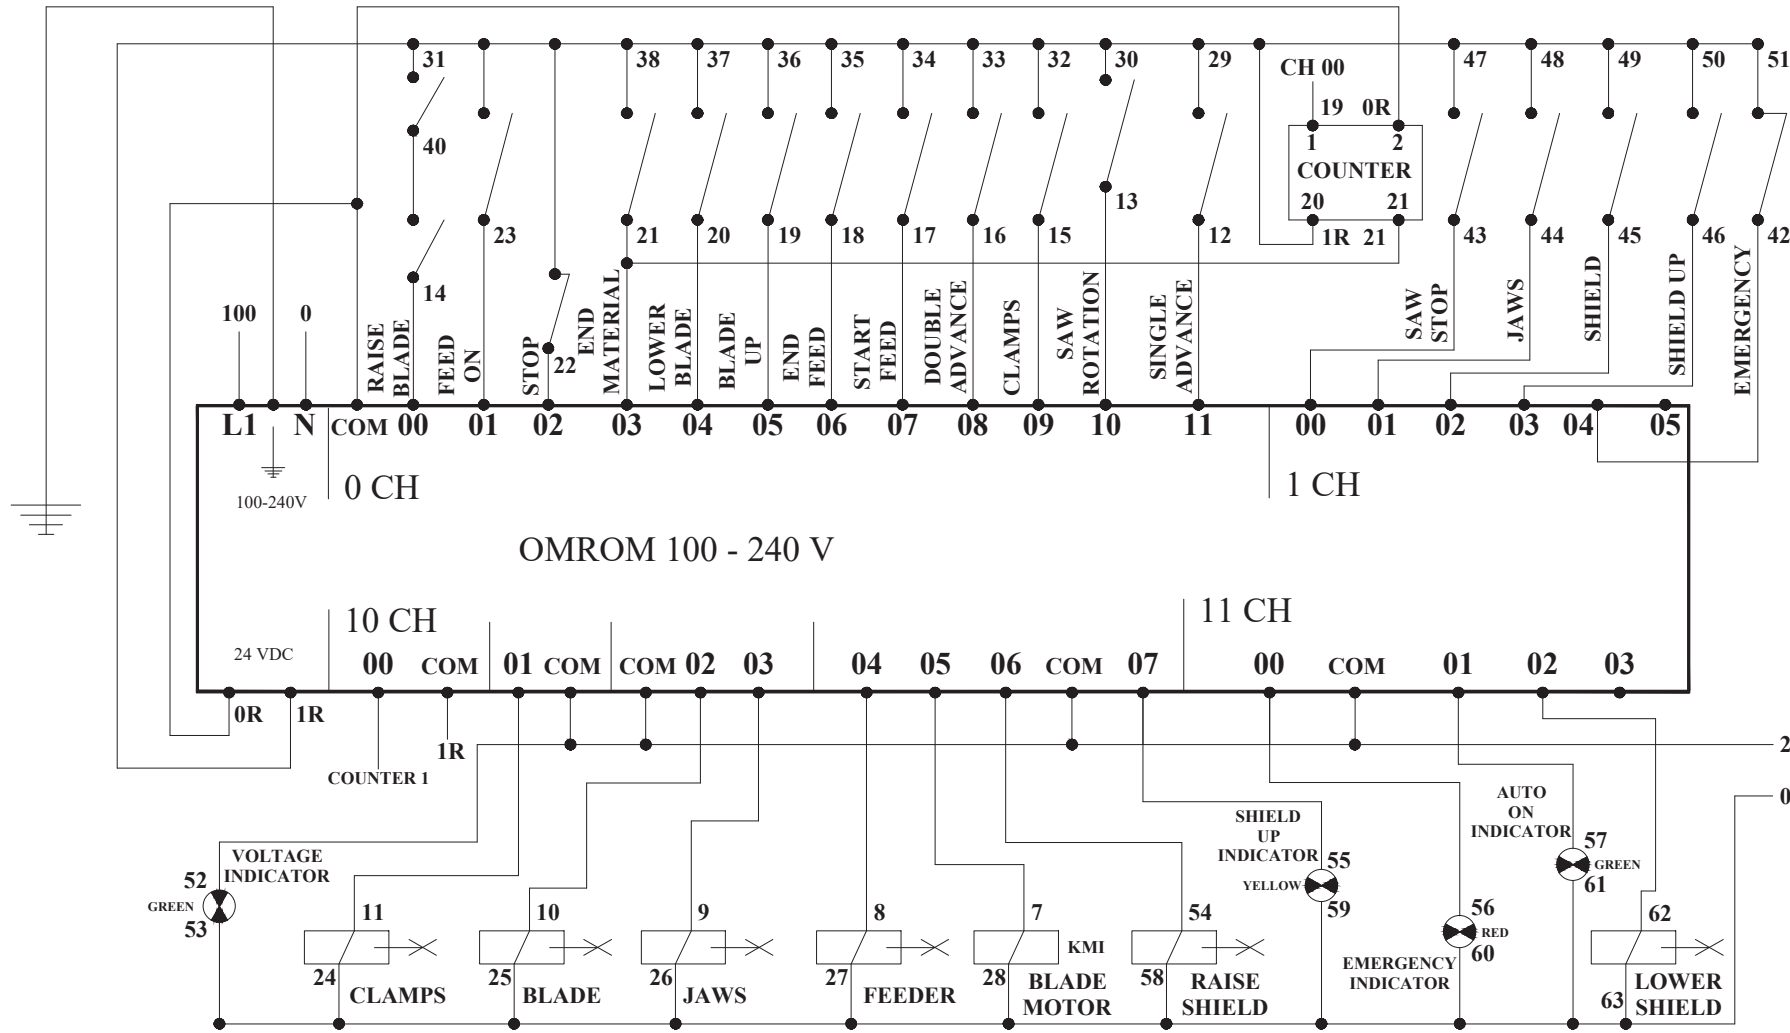 31 38 37 36 35 34 33 32 30 29 47 48 49 50 51
CH 00
19 0R
1 2
COUNTER
20 21
1R 21
40
13
23 21 20 19 18 17 16 15 12 43 44 45 46 42
14
22
100 0
RAISE
BLADE
FEED
ON
STOP
END
MATERIAL
LOWER
BLADE
BLADE
UP
END
FEED
START
FEED
DOUBLE
ADVANCE
CLAMPS
SAW
ROTATION
SINGLE
ADVANCE
SAW
STOP
JAWS
SHIELD
SHIELD UP
EMERGENCY
L1 N COM 00 01 02 03 04 05 06 07 08 09 10 11 00 01 02 03 04 05
100-240V
0 CH 1 CH
OMROM 100 - 240 V
10 CH 11 CH
24 VDC
00 COM 01 COM COM 02 03 04 05 06 COM 07 00 COM 01 02 03
0R 1R
1R
COUNTER 1
2
0
VOLTAGE
INDICATOR
52
GREEN
53
11
24
CLAMPS
10
25
BLADE
9
26
JAWS
8
27
FEEDER
7
KMI
28
BLADE
MOTOR
54
58
RAISE
SHIELD
SHIELD
UP
INDICATOR
55
YELLOW
59
56
RED
60
EMERGENCY
INDICATOR
AUTO
ON
INDICATOR
57
GREEN
61
62
63
LOWER
SHIELD